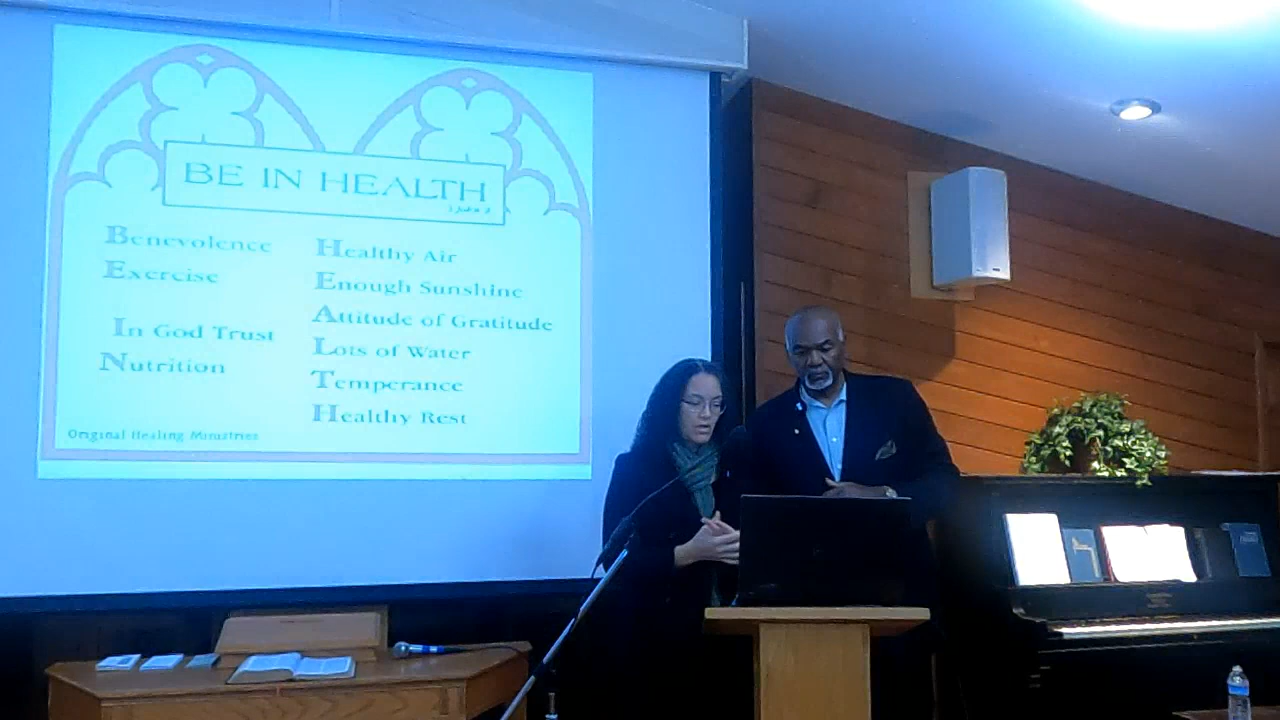 BE IN HEALTH
Benevolence
Exercise
In God Trust
Nutrition
Healthy Air
Enough Sunshine
Attitude of Gratitude
Lots of Water
Temperance
Healthy Rest
Original Healing Ministries